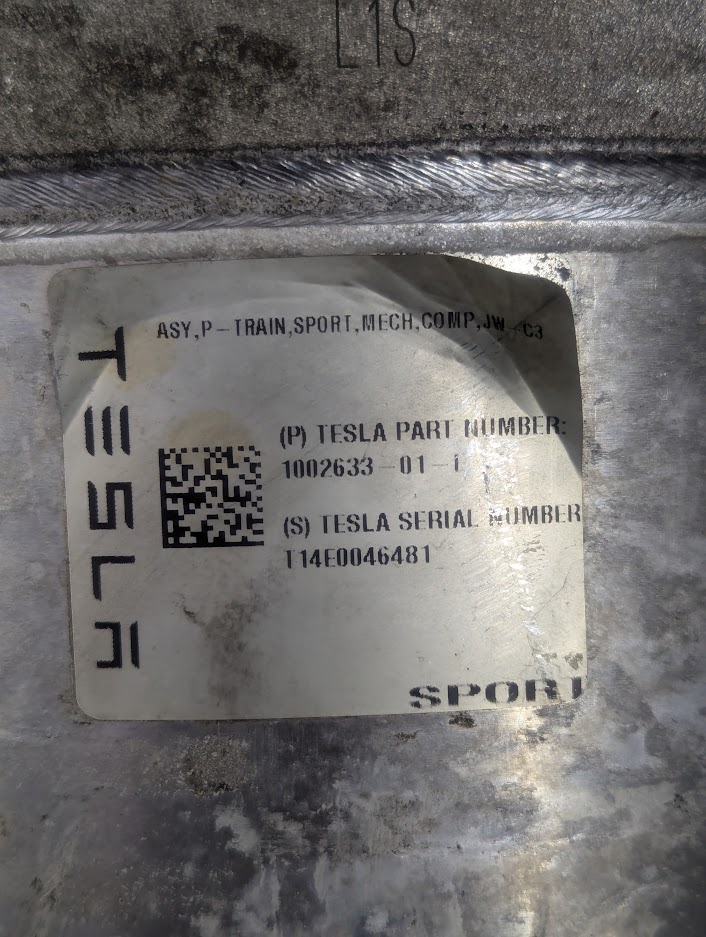 L1S
ASY,P-TRAIN,SPORT,MECH,COMP,JW-C3
TESLA
(P) TESLA PART NUMBER:
1002633-01-
(S) TESLA SERIAL NUMBER
T14E0046481
SPORT